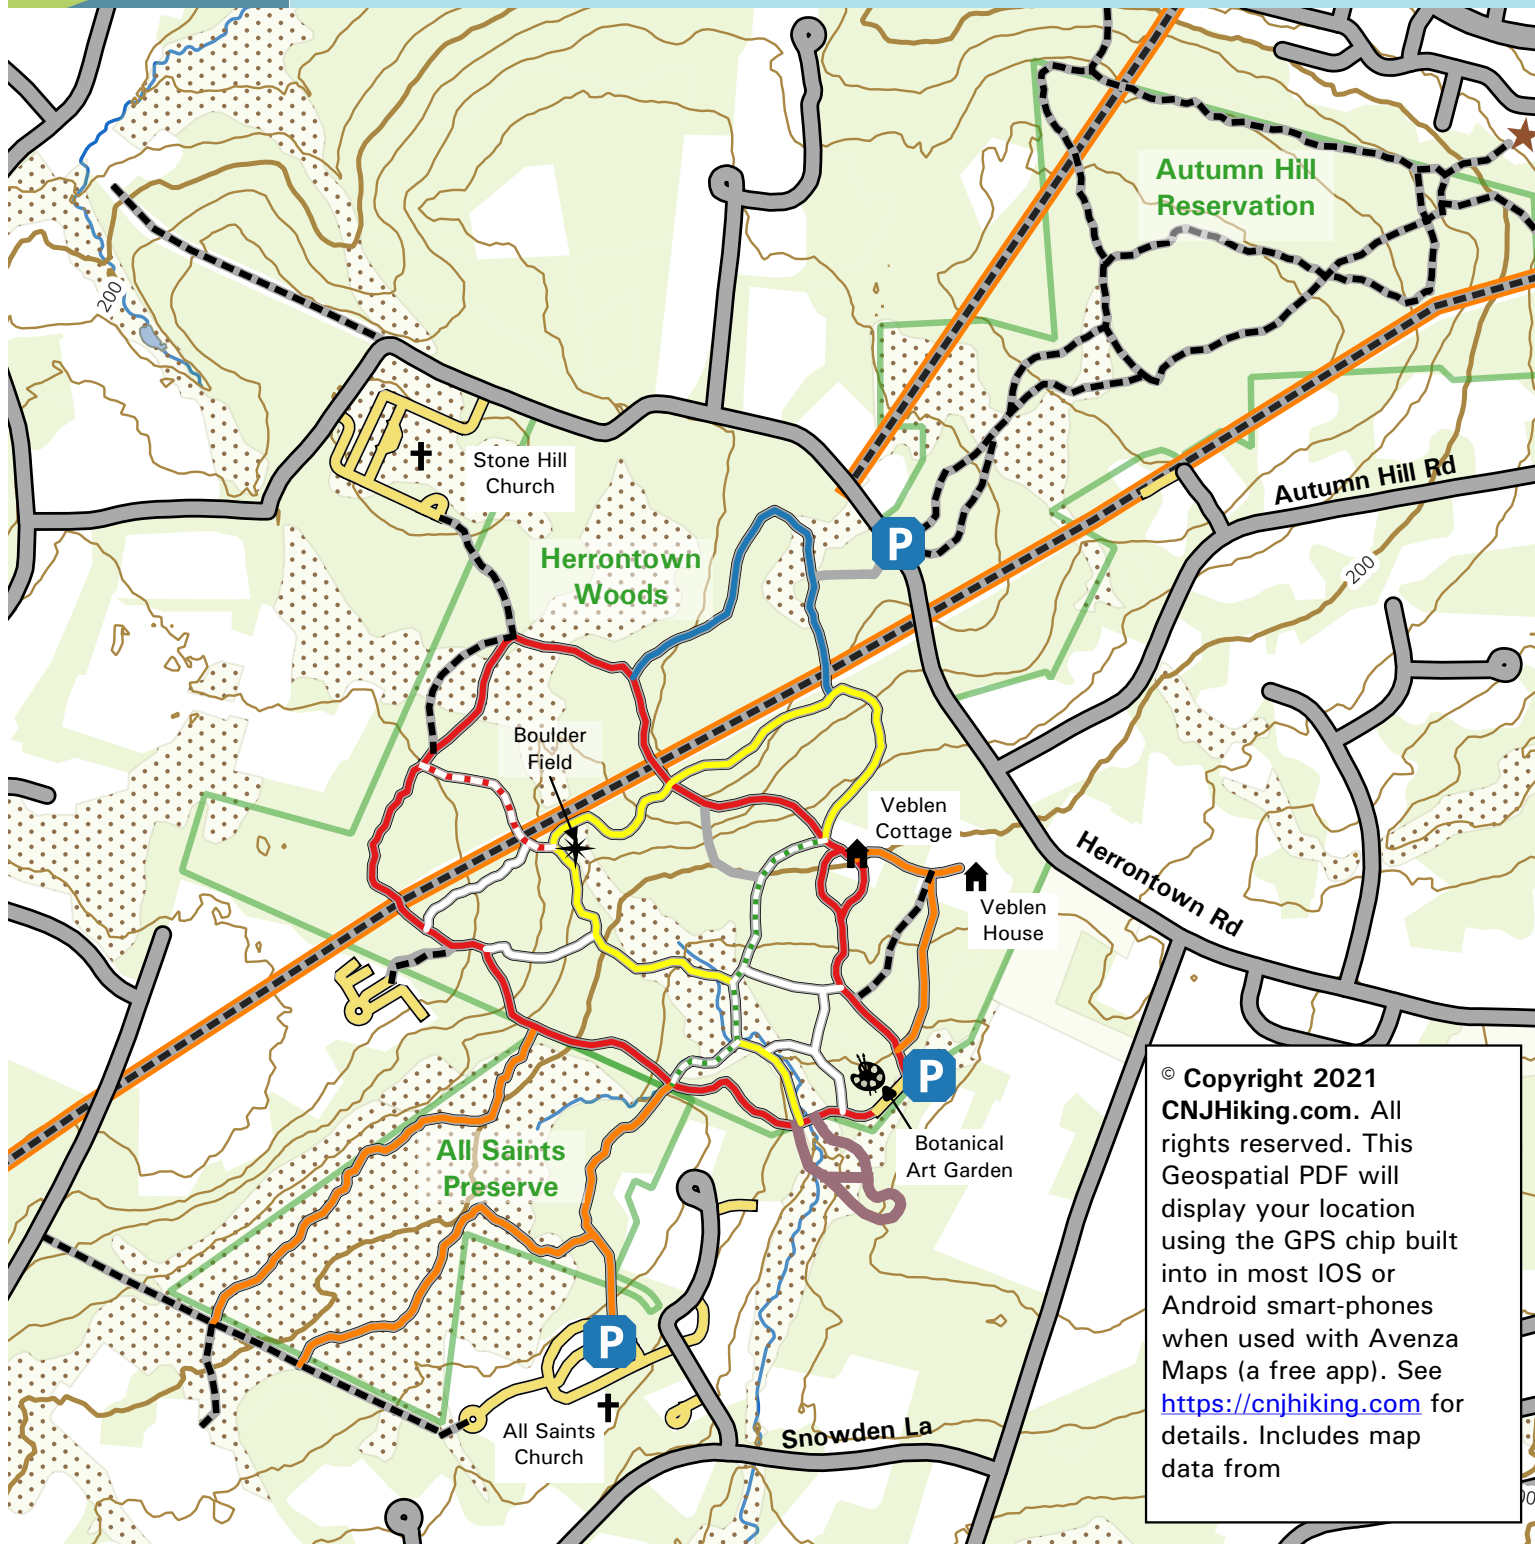 Autumn Hill
Reservation
200
Stone Hill
Church
Autumn Hill Rd
P
Herrontown
Woods
200
Boulder
Field
Veblen
Cottage
Herrontown Rd
Veblen
House
P
© Copyright 2021
CNJHiking.com. All
rights reserved. This
Geospatial PDF will
display your location
using the GPS chip built
into in most IOS or
Android smart-phones
when used with Avenza
Maps (a free app). See
https://cnjhiking.com for
details. Includes map
data from
Botanical
Art Garden
All Saints
Preserve
P
All Saints
Church
Snowden La